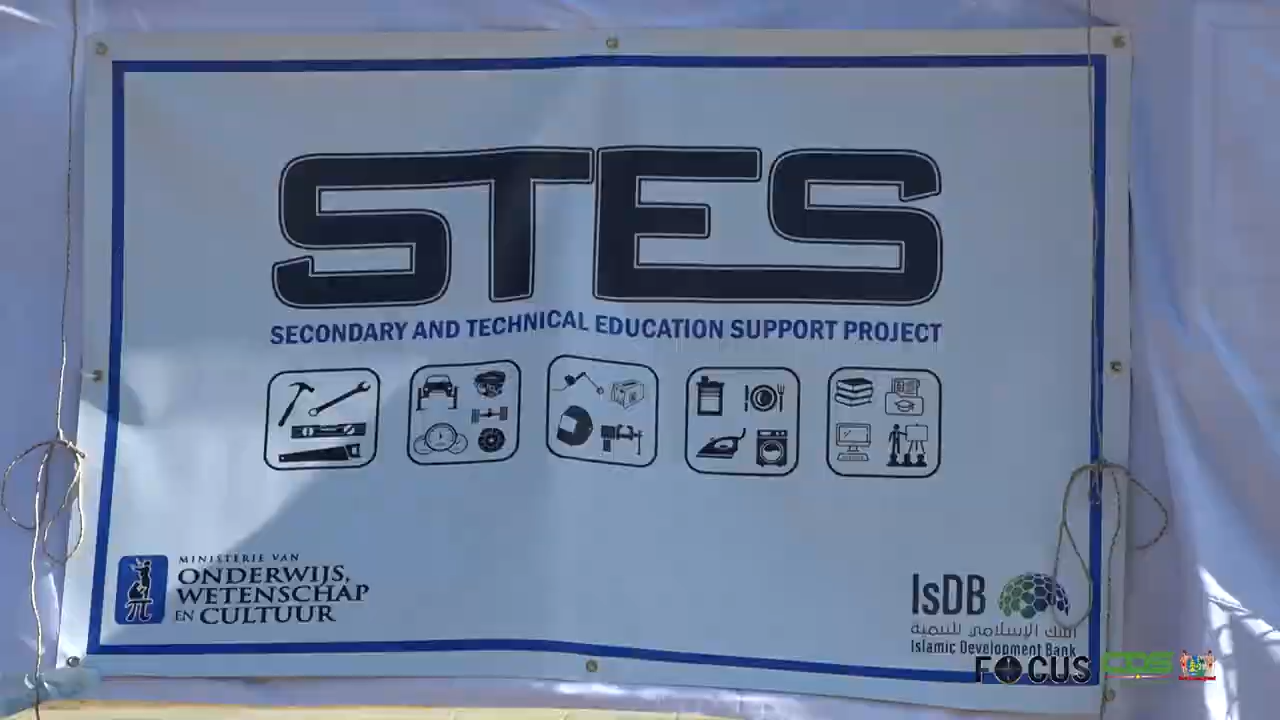 STES
SECONDARY AND TECHNICAL EDUCATION SUPPORT PROJECT
MINISTERIE VAN
ONDERWIJS,
WETENSCHAP
EN CULTUUR
IsDB
البنك الإسلامي للتنمية
Islamic Development Bank
FOCUS CDS